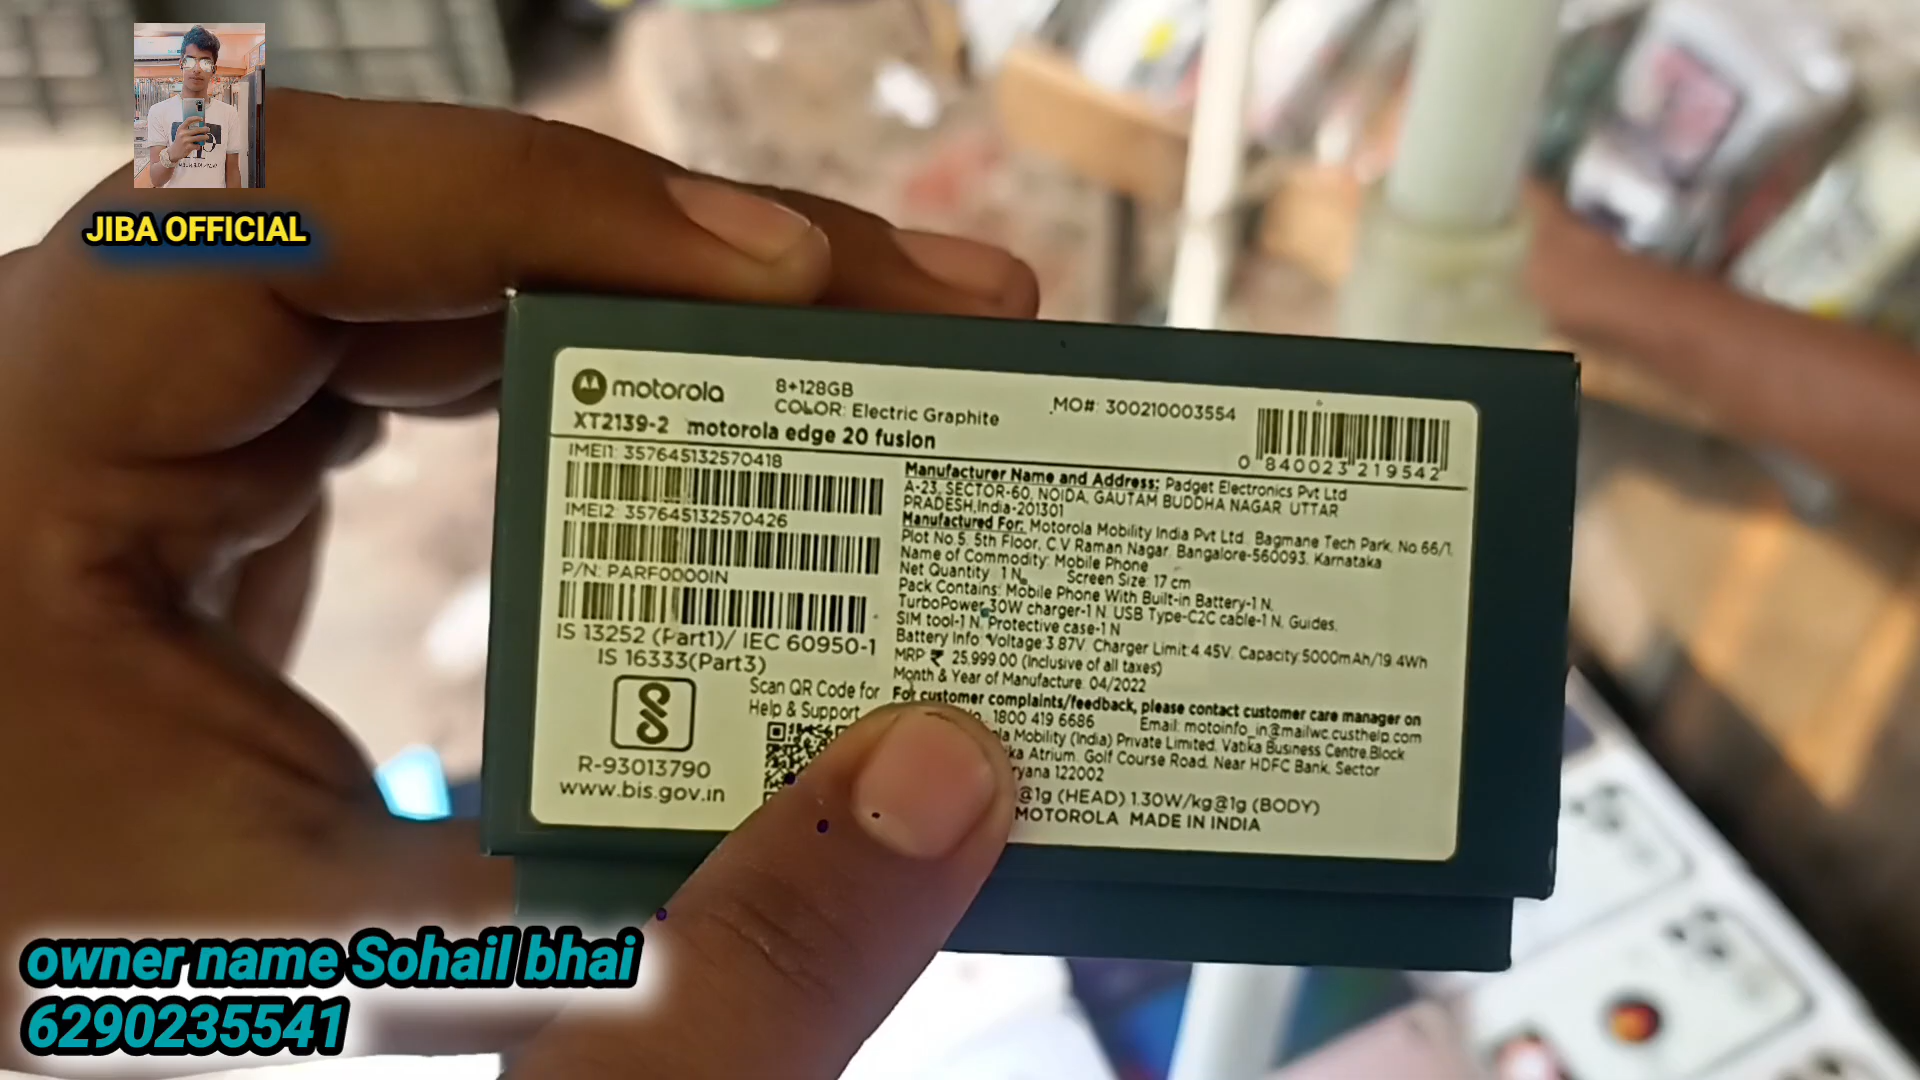 JIBA OFFICIAL
motorola
8+128GB
COLOR: Electric Graphite
MO#: 300210003554
XT2139-2 motorola edge 20 fusion
0 840023 219542
IMEI1: 357645132570418
IMEI2: 357645132570426
P/N: PARF0000IN
IS 13252 (Part1)/ IEC 60950-1
IS 16333(Part3)
Scan QR Code for
Help & Support
R-93013790
www.bis.gov.in
Manufacturer Name and Address: Padget Electronics Pvt Ltd
A-23, SECTOR-60, NOIDA, GAUTAM BUDDHA NAGAR UTTAR
PRADESH,India-201301
Manufactured For: Motorola Mobility India Pvt Ltd. Bagmane Tech Park, No.66/1,
Plot No.5, 5th Floor, C.V Raman Nagar, Bangalore-560093, Karnataka
Name of Commodity: Mobile Phone
Net Quantity 1 N, Screen Size: 17 cm
Pack Contains: Mobile Phone With Built-in Battery-1 N,
TurboPower 30W charger-1 N, USB Type-C2C cable-1 N, Guides,
SIM tool-1 N, Protective case-1 N
Battery Info: Voltage:3.87V Charger Limit:4.45V, Capacity:5000mAh/19.4Wh
MRP ₹ 25,999.00 (Inclusive of all taxes)
Month & Year of Manufacture: 04/2022
For customer complaints/feedback, please contact customer care manager on
1800 419 6686 Email: motoinfo_in@mailwc.custhelp.com
Mobility (India) Private Limited, Vatika Business Centre,Block
Atrium, Golf Course Road, Near HDFC Bank, Sector
122002
@1g (HEAD) 1.30W/kg@1g (BODY)
MOTOROLA MADE IN INDIA
owner name Sohail bhai
6290235541